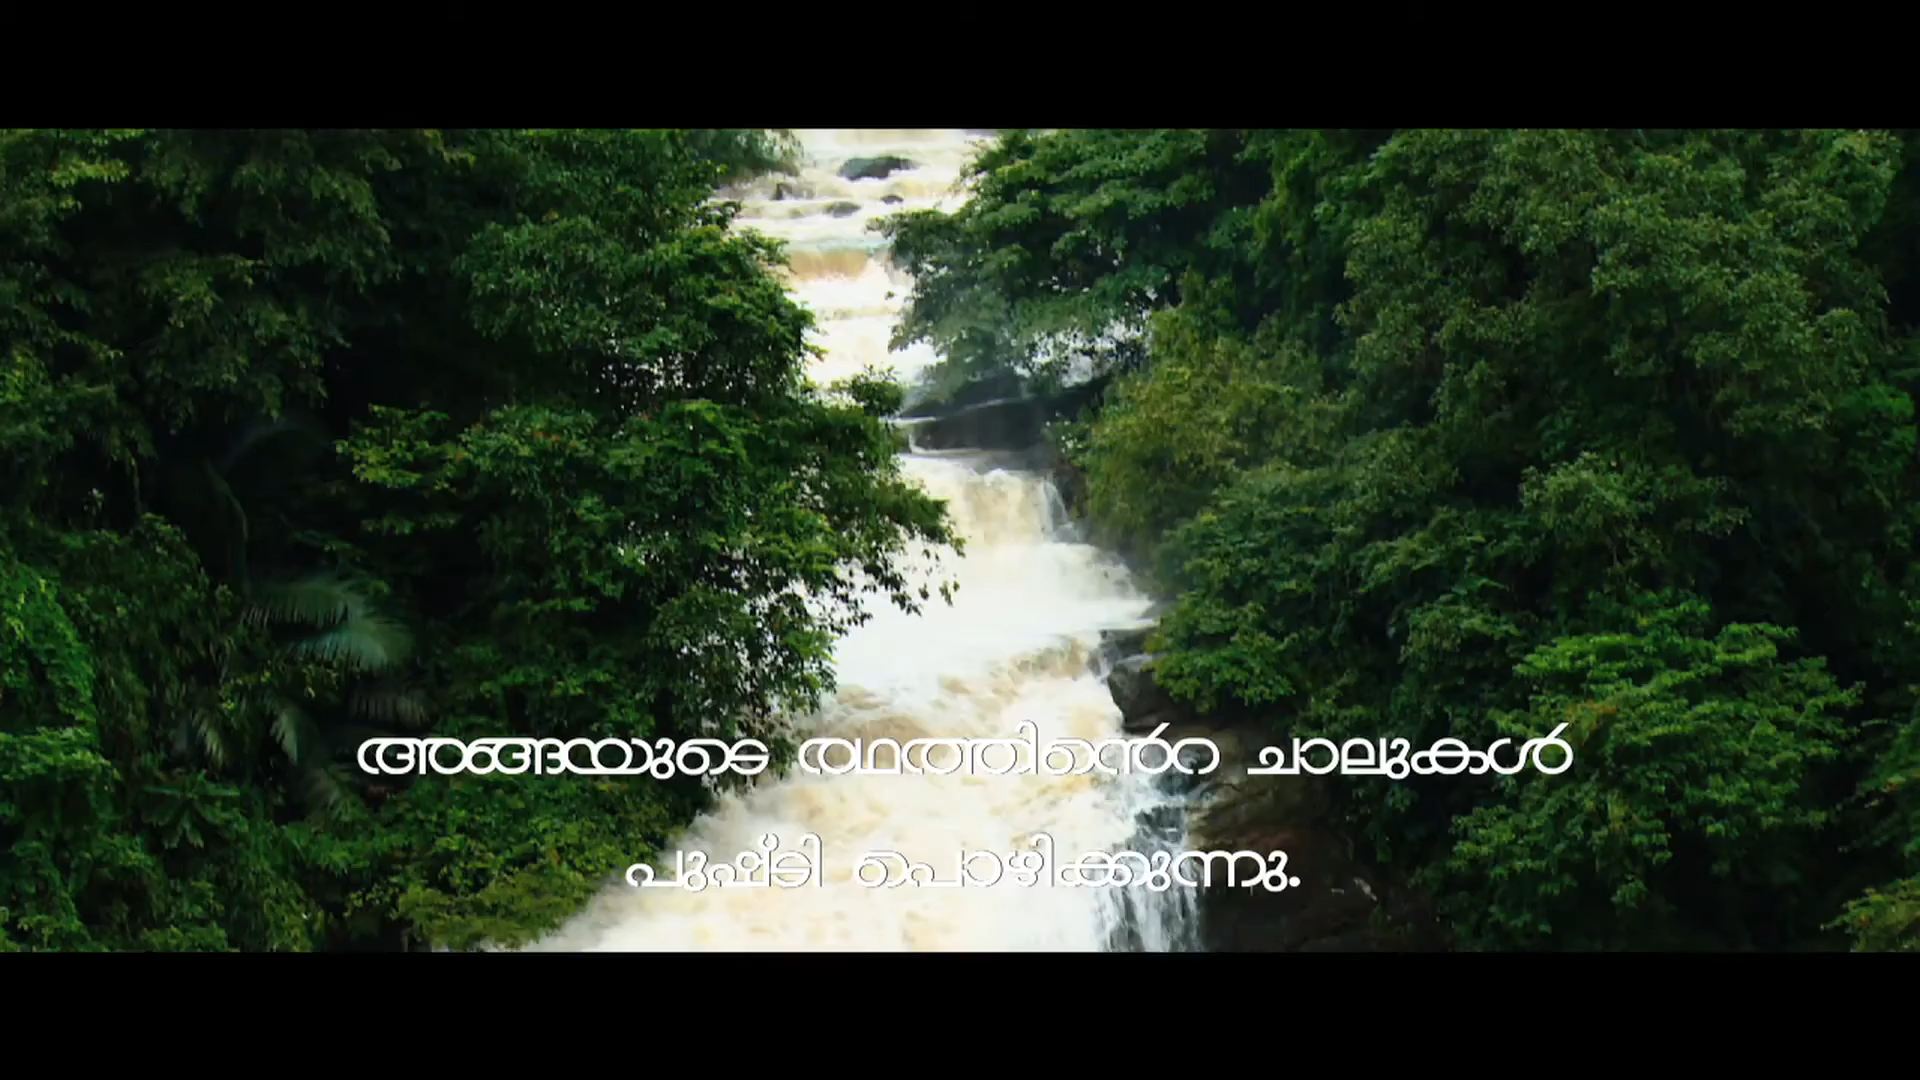 അങ്ങയുടെ രഥത്തിൻെറ ചാലുകൾ
പുഷ്ടി പൊഴിക്കുന്നു.